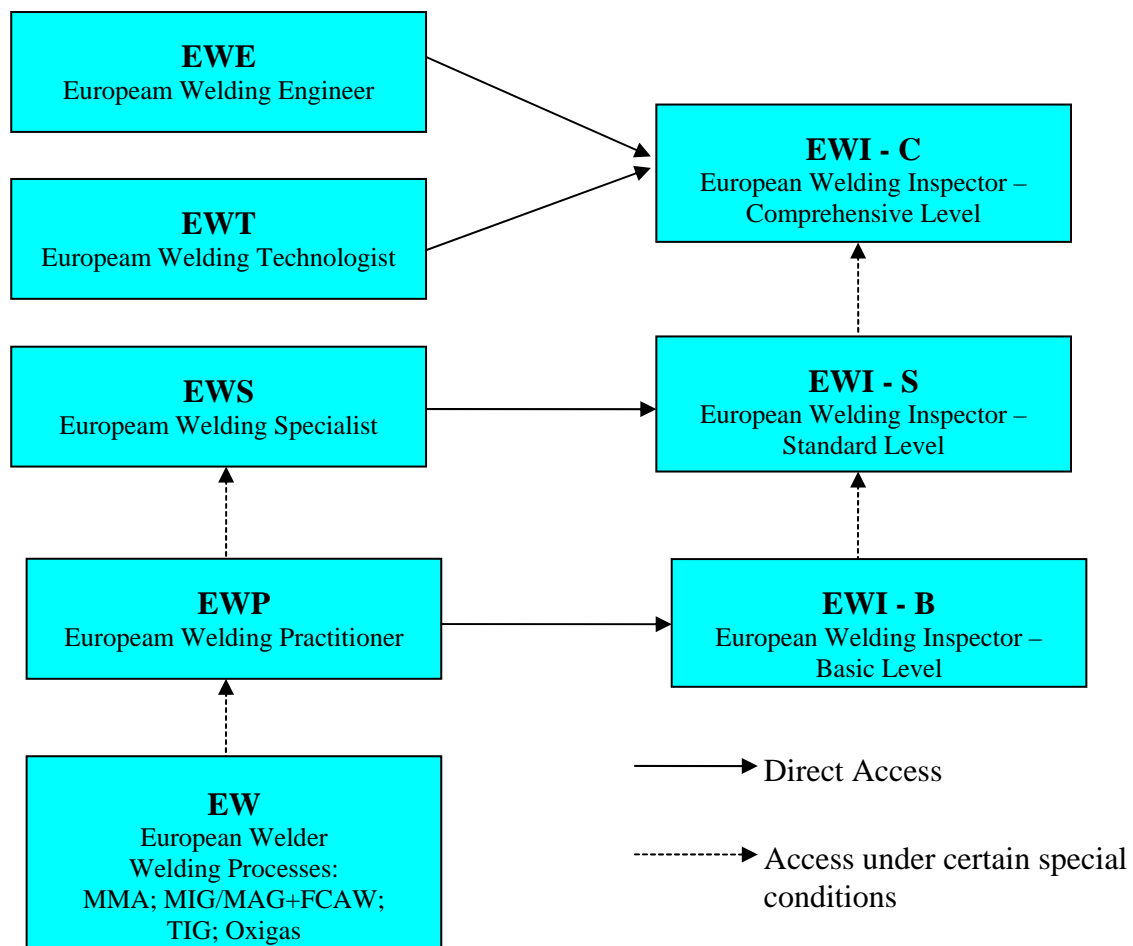 EWE
Europeam Welding Engineer
EWT
Europeam Welding Technologist
EWI - C
European Welding Inspector –
Comprehensive Level
EWS
Europeam Welding Specialist
EWI - S
European Welding Inspector –
Standard Level
EWP
Europeam Welding Practitioner
EWI - B
European Welding Inspector –
Basic Level
EW
European Welder
Welding Processes:
MMA; MIG/MAG+FCAW;
TIG; Oxigas
Direct Access
Access under certain special
conditions